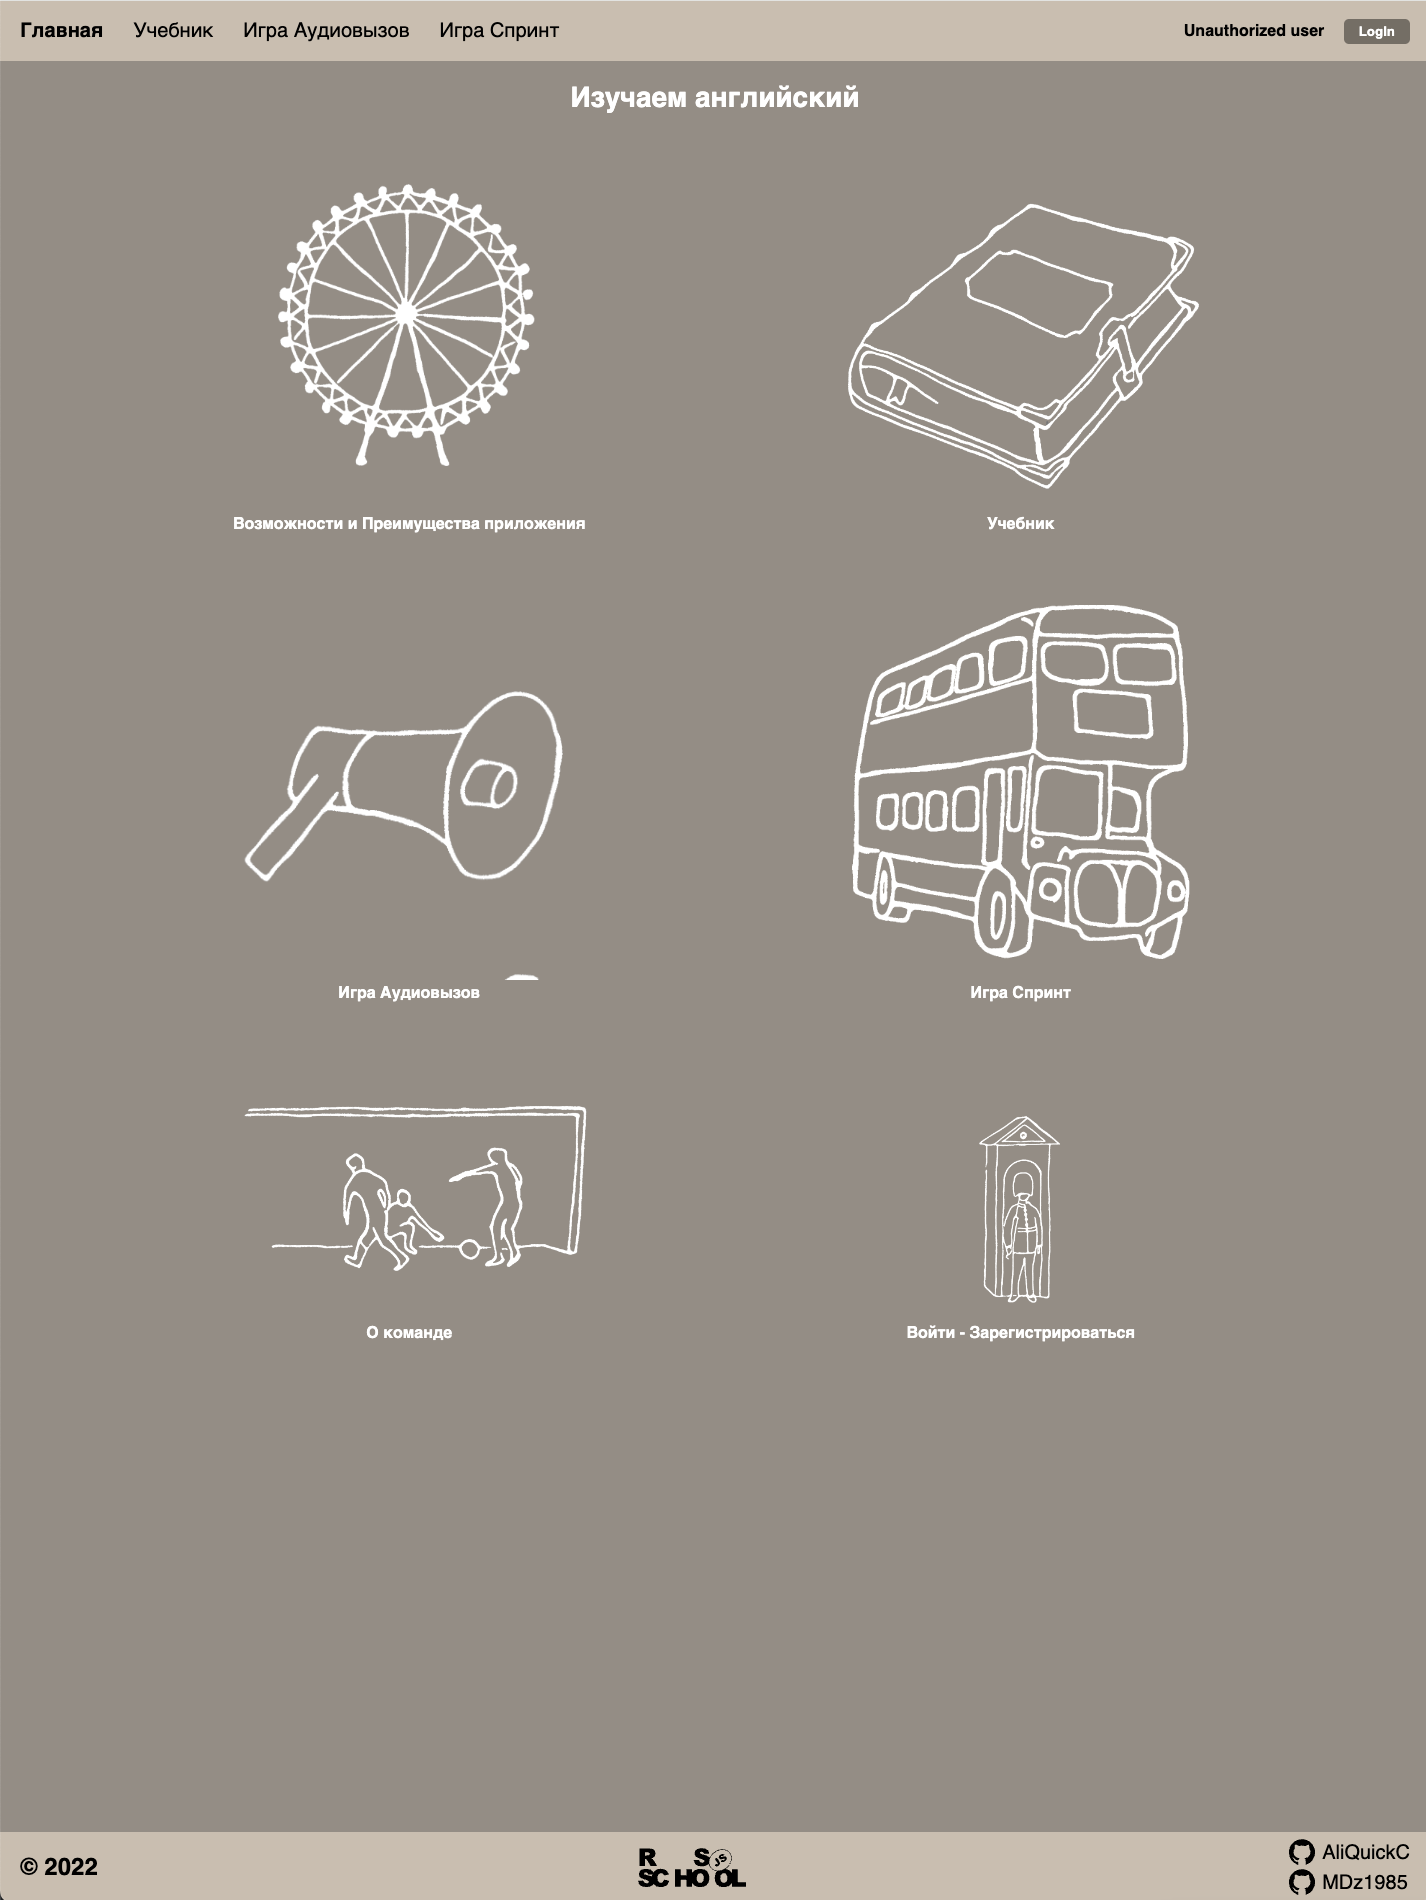 Главная Учебник Игра Аудиовызов Игра Спринт Unauthorized user LogIn
Изучаем английский
Возможности и Преимущества приложения
Учебник
Игра Аудиовызов
Игра Спринт
О команде
Войти - Зарегистрироваться
© 2022
R S JS
SCHOOL
AliQuickC
MDz1985